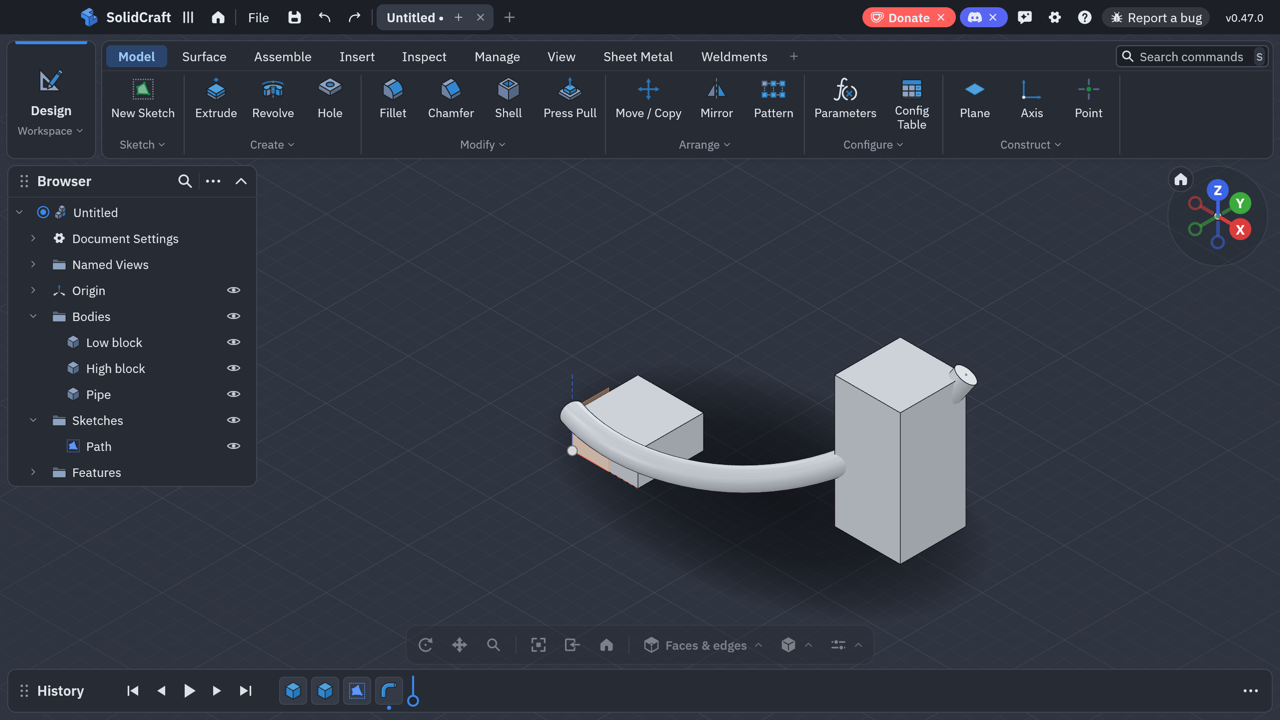 SolidCraft File Untitled • Donate Report a bug v0.47.0
Model Surface Assemble Insert Inspect Manage View Sheet Metal Weldments Search commands S
Design
Workspace
New Sketch Extrude Revolve Hole Fillet Chamfer Shell Press Pull Move / Copy Mirror Pattern Parameters Config Table Plane Axis Point
Sketch Create Modify Arrange Configure Construct
Browser
Untitled
Document Settings
Named Views
Origin
Bodies
Low block
High block
Pipe
Sketches
Path
Features
Z
Y
X
Faces & edges
History